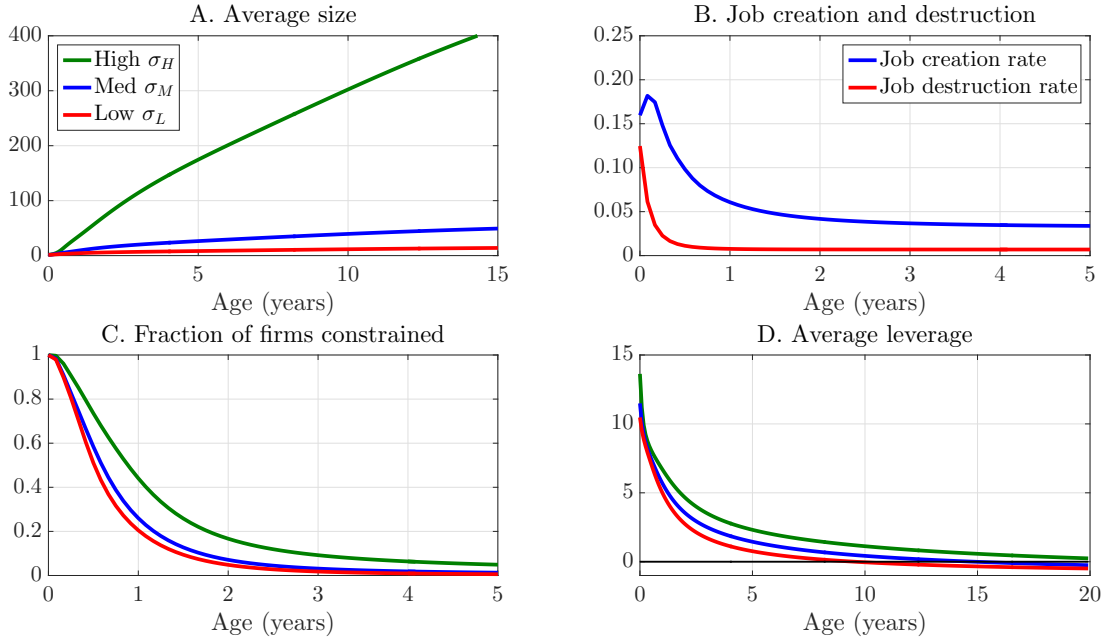 A. Average size
400
300
200
100
0
High σ_H
Med σ_M
Low σ_L
0 5 10 15
Age (years)
B. Job creation and destruction
0.25
0.20
0.15
0.10
0.05
0
Job creation rate
Job destruction rate
0 1 2 3 4 5
Age (years)
C. Fraction of firms constrained
1
0.8
0.6
0.4
0.2
0
0 1 2 3 4 5
Age (years)
D. Average leverage
15
10
5
0
0 5 10 15 20
Age (years)